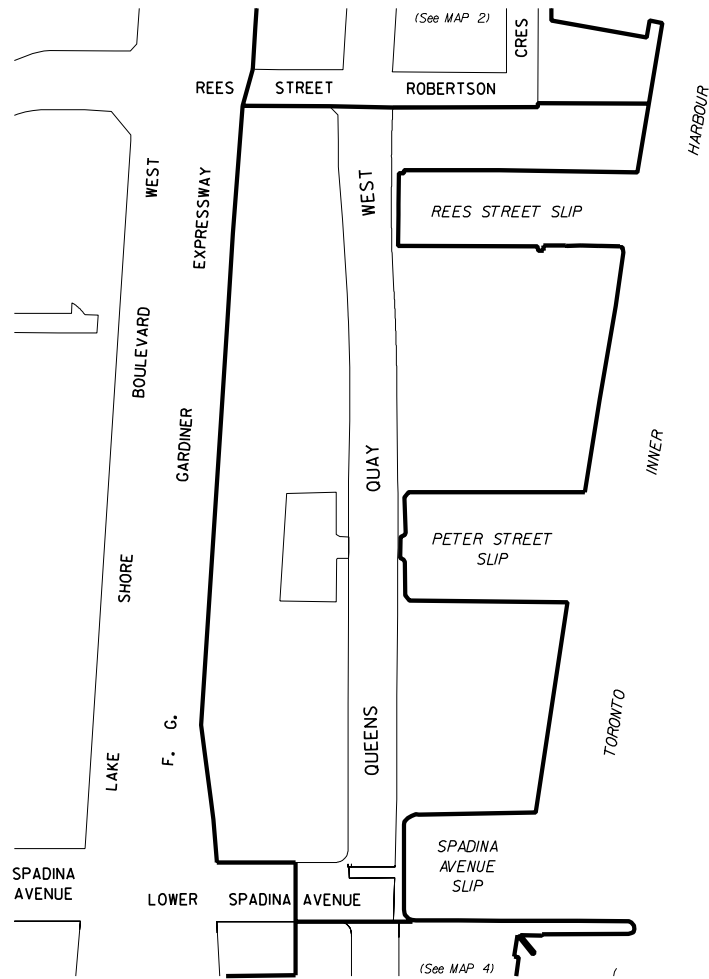 (See MAP 2)
CRES
REES STREET ROBERTSON
HARBOUR
WEST
EXPRESSWAY
WEST
REES STREET SLIP
BOULEVARD
GARDINER
QUAY
INNER
PETER STREET
SLIP
SHORE
F. G.
QUEENS
TORONTO
LAKE
SPADINA
AVENUE
SLIP
SPADINA
AVENUE
LOWER SPADINA AVENUE
(See MAP 4)
(